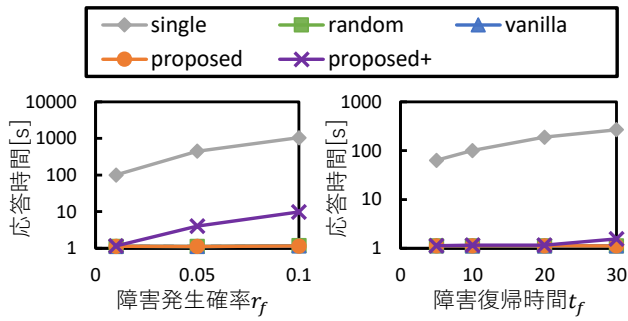 single random vanilla
proposed proposed+
応答時間[s]
10000
1000
100
10
1
0 0.05 0.1
障害発生確率r_f
応答時間[s]
1000
100
10
1
0 10 20 30
障害復帰時間t_f